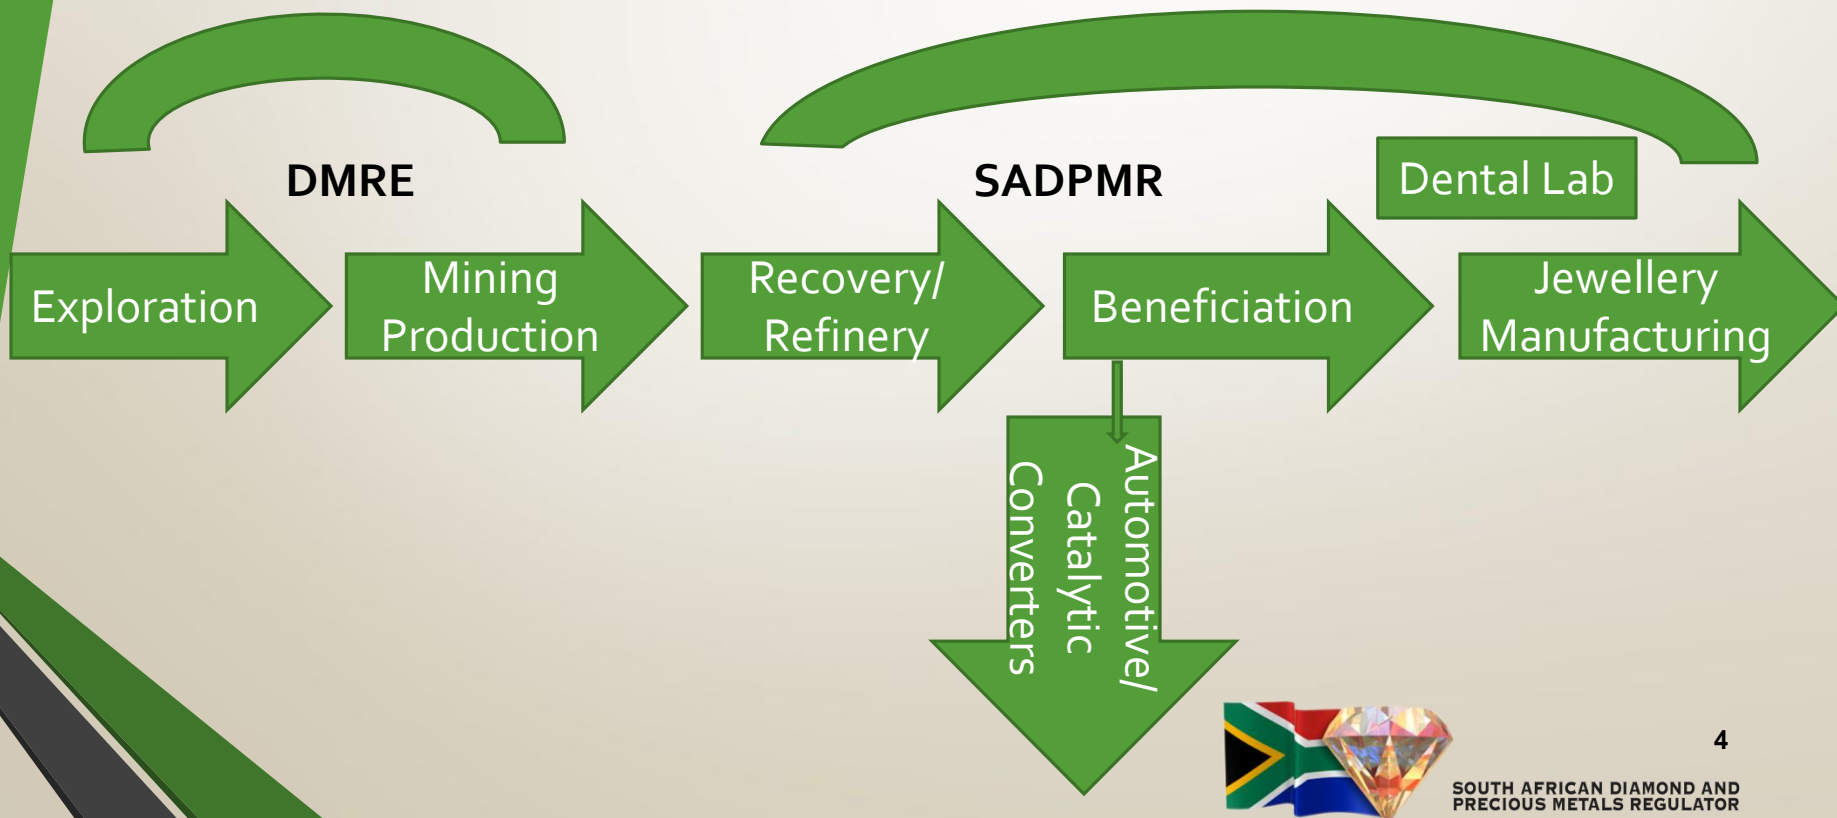 DMRE
SADPMR
Dental Lab
Exploration
Mining
Production
Recovery/
Refinery
Beneficiation
Jewellery
Manufacturing
Automotive/
Catalytic
Converters
4
SOUTH AFRICAN DIAMOND AND
PRECIOUS METALS REGULATOR